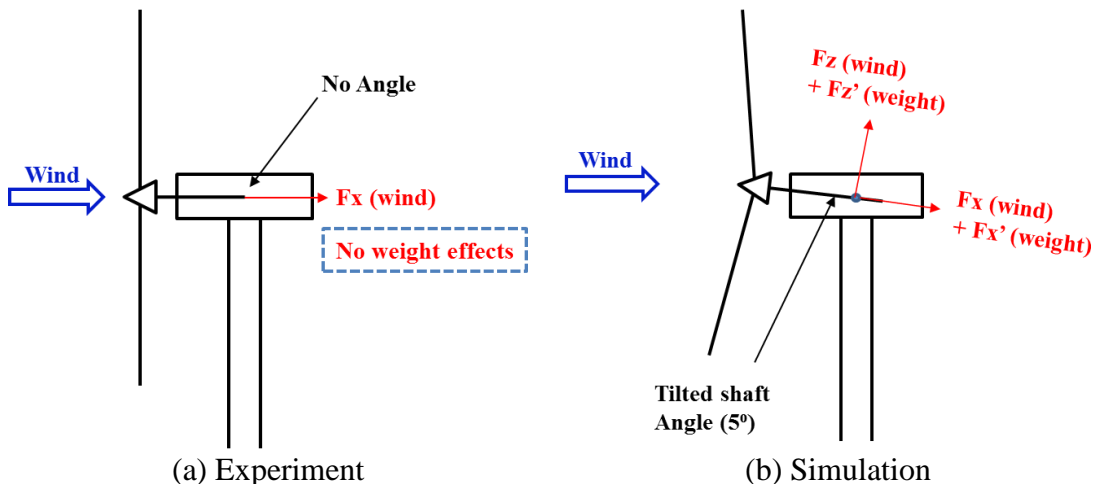 No Angle
Wind
Fx (wind)
No weight effects
(a) Experiment
Fz (wind)
+ Fz’ (weight)
Wind
Fx (wind)
+ Fx’ (weight)
Tilted shaft
Angle (5⁰)
(b) Simulation